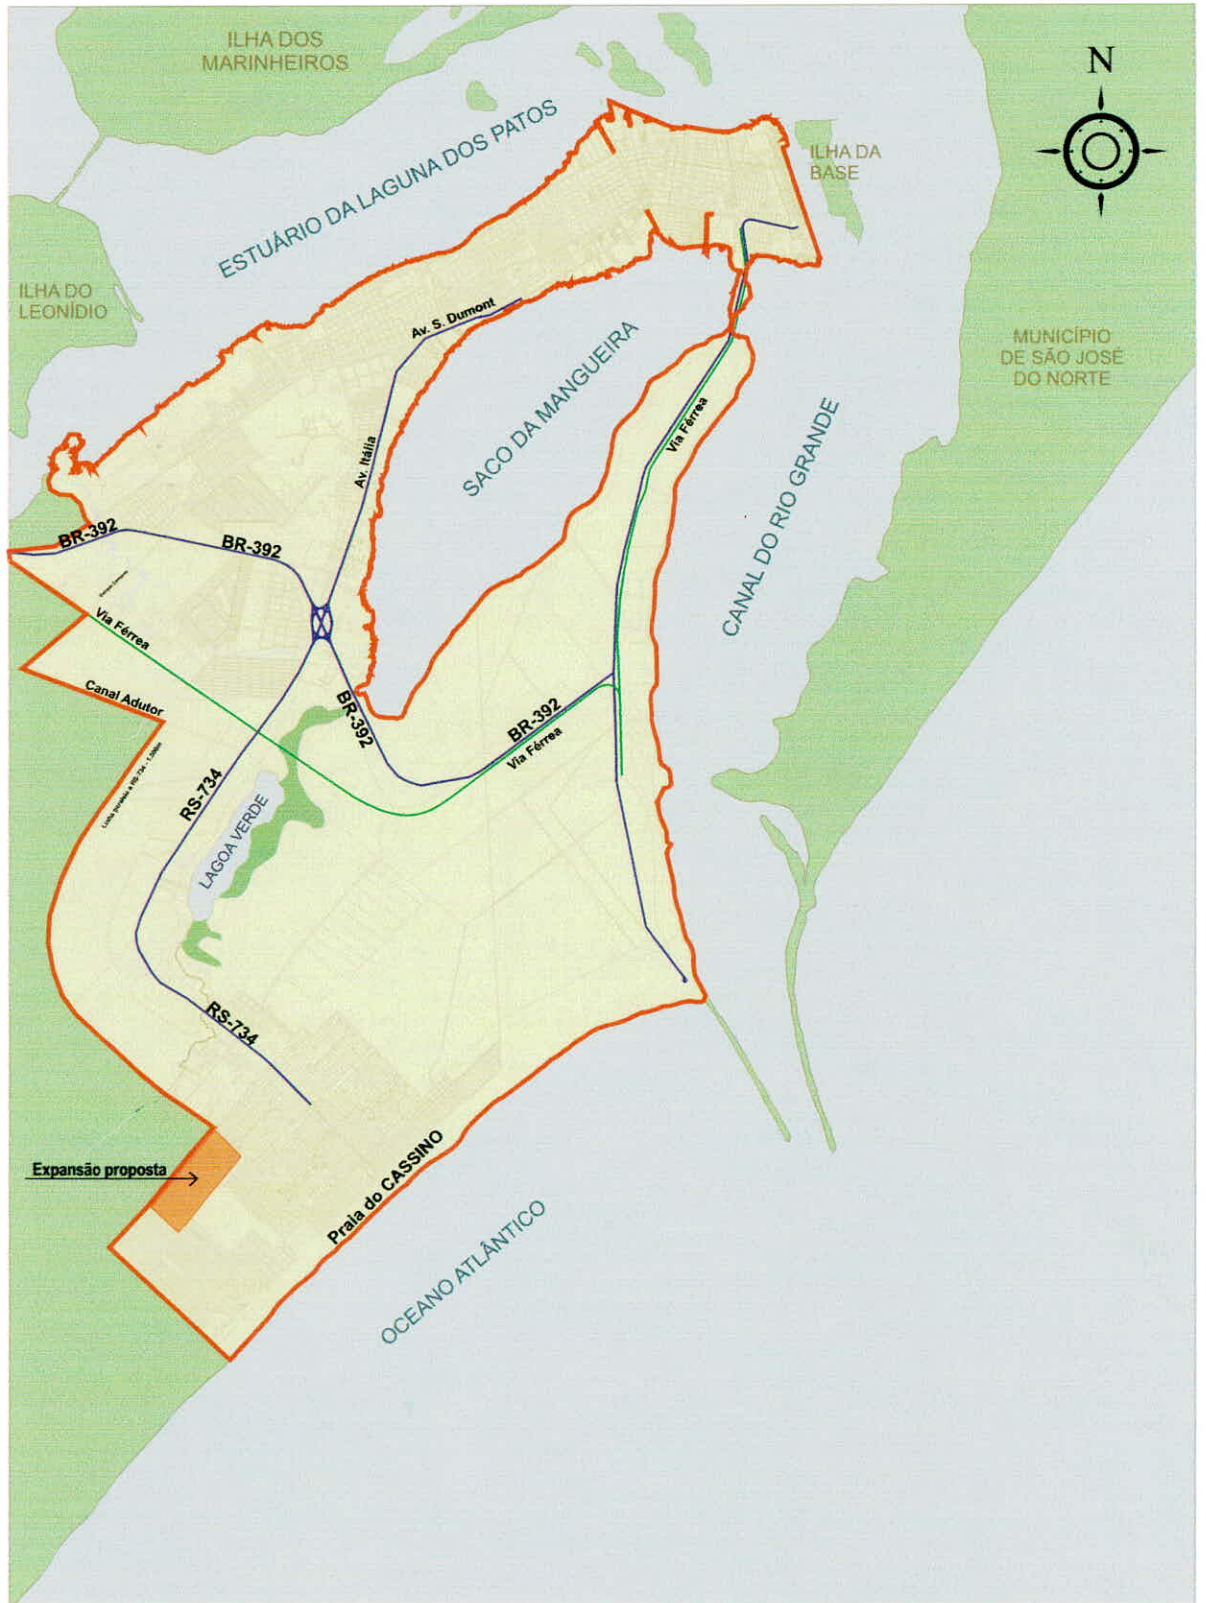 ILHA DOS
MARINHEIROS
N
ESTUÁRIO DA LAGUNA DOS PATOS
ILHA DA
BASE
ILHA DO
LEONÍDIO
Av. S. Dumont
MUNICÍPIO
DE SÃO JOSÉ
DO NORTE
SACO DA MANGUEIRA
Via Férrea
Av. Itália
CANAL DO RIO GRANDE
BR-392
BR-392
Via Férrea
Canal Adutor
BR-392
BR-392
Via Férrea
RS-734
LAGOA VERDE
RS-734
Expansão proposta
Praia do CASSINO
OCEANO ATLÂNTICO